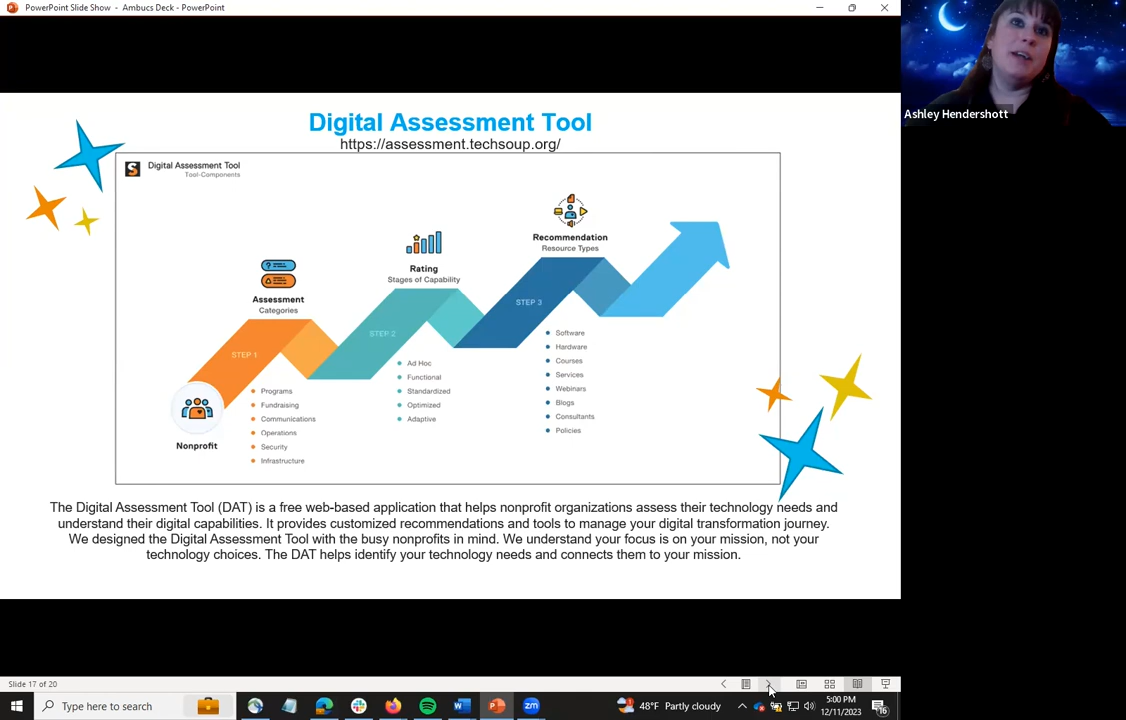 PowerPoint Slide Show - Ambucs Deck - PowerPoint
Ashley Hendershott
Digital Assessment Tool
https://assessment.techsoup.org/
Digital Assessment Tool
Tool-Components
Recommendation
Resource Types
Rating
Stages of Capability
Assessment
Categories
STEP 1
STEP 2
STEP 3
Nonprofit
Programs
Fundraising
Communications
Operations
Security
Infrastructure
Ad Hoc
Functional
Standardized
Optimized
Adaptive
Software
Hardware
Courses
Services
Webinars
Blogs
Consultants
Policies
The Digital Assessment Tool (DAT) is a free web-based application that helps nonprofit organizations assess their technology needs and
understand their digital capabilities. It provides customized recommendations and tools to manage your digital transformation journey.
We designed the Digital Assessment Tool with the busy nonprofits in mind. We understand your focus is on your mission, not your
technology choices. The DAT helps identify your technology needs and connects them to your mission.
Slide 17 of 20
Type here to search
48°F Partly cloudy
5:00 PM
12/11/2023
16